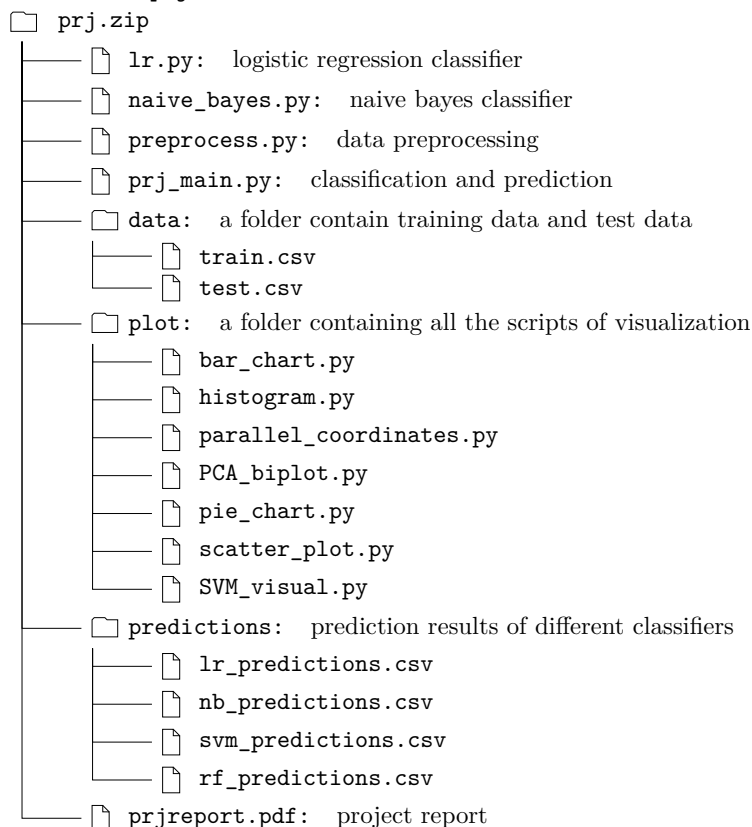 prj.zip
lr.py: logistic regression classifier
naive_bayes.py: naive bayes classifier
preprocess.py: data preprocessing
prj_main.py: classification and prediction
data: a folder contain training data and test data
train.csv
test.csv
plot: a folder containing all the scripts of visualization
bar_chart.py
histogram.py
parallel_coordinates.py
PCA_biplot.py
pie_chart.py
scatter_plot.py
SVM_visual.py
predictions: prediction results of different classifiers
lr_predictions.csv
nb_predictions.csv
svm_predictions.csv
rf_predictions.csv
prjreport.pdf: project report